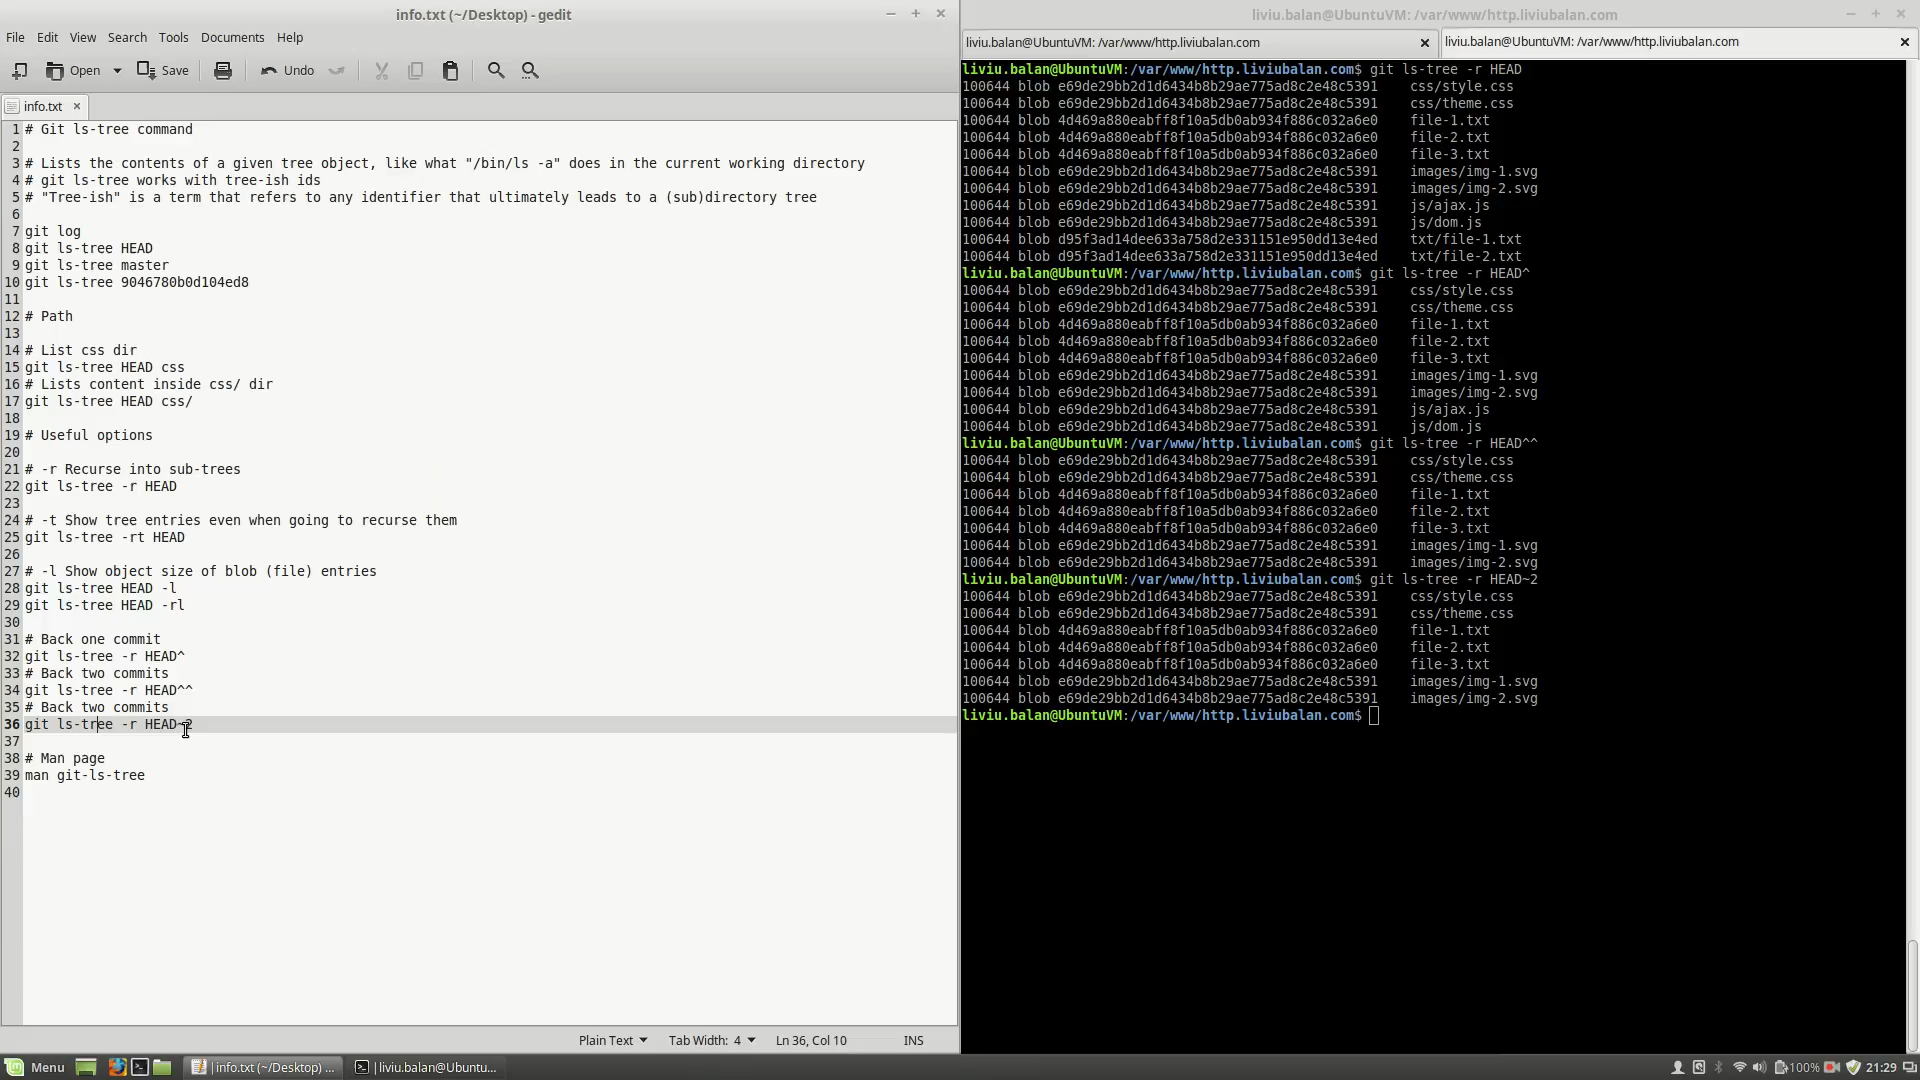 info.txt (~/Desktop) - gedit
File Edit View Search Tools Documents Help
Open Save Undo
info.txt
1 # Git ls-tree command
2
3 # Lists the contents of a given tree object, like what "/bin/ls -a" does in the current working directory
4 # git ls-tree works with tree-ish ids
5 # "Tree-ish" is a term that refers to any identifier that ultimately leads to a (sub)directory tree
6
7 git log
8 git ls-tree HEAD
9 git ls-tree master
10 git ls-tree 9046780b0d104ed8
11
12 # Path
13
14 # List css dir
15 git ls-tree HEAD css
16 # Lists content inside css/ dir
17 git ls-tree HEAD css/
18
19 # Useful options
20
21 # -r Recurse into sub-trees
22 git ls-tree -r HEAD
23
24 # -t Show tree entries even when going to recurse them
25 git ls-tree -rt HEAD
26
27 # -l Show object size of blob (file) entries
28 git ls-tree HEAD -l
29 git ls-tree HEAD -rl
30
31 # Back one commit
32 git ls-tree -r HEAD^
33 # Back two commits
34 git ls-tree -r HEAD^^
35 # Back two commits
36 git ls-tree -r HEAD~2
37
38 # Man page
39 man git-ls-tree
40
Plain Text Tab Width: 4 Ln 36, Col 10 INS
liviu.balan@UbuntuVM: /var/www/http.liviubalan.com
liviu.balan@UbuntuVM: /var/www/http.liviubalan.com
liviu.balan@UbuntuVM: /var/www/http.liviubalan.com
liviu.balan@UbuntuVM:/var/www/http.liviubalan.com$ git ls-tree -r HEAD
100644 blob e69de29bb2d1d6434b8b29ae775ad8c2e48c5391 css/style.css
100644 blob e69de29bb2d1d6434b8b29ae775ad8c2e48c5391 css/theme.css
100644 blob 4d469a880eabff8f10a5db0ab934f886c032a6e0 file-1.txt
100644 blob 4d469a880eabff8f10a5db0ab934f886c032a6e0 file-2.txt
100644 blob 4d469a880eabff8f10a5db0ab934f886c032a6e0 file-3.txt
100644 blob e69de29bb2d1d6434b8b29ae775ad8c2e48c5391 images/img-1.svg
100644 blob e69de29bb2d1d6434b8b29ae775ad8c2e48c5391 images/img-2.svg
100644 blob e69de29bb2d1d6434b8b29ae775ad8c2e48c5391 js/ajax.js
100644 blob e69de29bb2d1d6434b8b29ae775ad8c2e48c5391 js/dom.js
100644 blob d95f3ad14dee633a758d2e331151e950dd13e4ed txt/file-1.txt
100644 blob d95f3ad14dee633a758d2e331151e950dd13e4ed txt/file-2.txt
liviu.balan@UbuntuVM:/var/www/http.liviubalan.com$ git ls-tree -r HEAD^
100644 blob e69de29bb2d1d6434b8b29ae775ad8c2e48c5391 css/style.css
100644 blob e69de29bb2d1d6434b8b29ae775ad8c2e48c5391 css/theme.css
100644 blob 4d469a880eabff8f10a5db0ab934f886c032a6e0 file-1.txt
100644 blob 4d469a880eabff8f10a5db0ab934f886c032a6e0 file-2.txt
100644 blob 4d469a880eabff8f10a5db0ab934f886c032a6e0 file-3.txt
100644 blob e69de29bb2d1d6434b8b29ae775ad8c2e48c5391 images/img-1.svg
100644 blob e69de29bb2d1d6434b8b29ae775ad8c2e48c5391 images/img-2.svg
100644 blob e69de29bb2d1d6434b8b29ae775ad8c2e48c5391 js/ajax.js
100644 blob e69de29bb2d1d6434b8b29ae775ad8c2e48c5391 js/dom.js
liviu.balan@UbuntuVM:/var/www/http.liviubalan.com$ git ls-tree -r HEAD^^
100644 blob e69de29bb2d1d6434b8b29ae775ad8c2e48c5391 css/style.css
100644 blob e69de29bb2d1d6434b8b29ae775ad8c2e48c5391 css/theme.css
100644 blob 4d469a880eabff8f10a5db0ab934f886c032a6e0 file-1.txt
100644 blob 4d469a880eabff8f10a5db0ab934f886c032a6e0 file-2.txt
100644 blob 4d469a880eabff8f10a5db0ab934f886c032a6e0 file-3.txt
100644 blob e69de29bb2d1d6434b8b29ae775ad8c2e48c5391 images/img-1.svg
100644 blob e69de29bb2d1d6434b8b29ae775ad8c2e48c5391 images/img-2.svg
liviu.balan@UbuntuVM:/var/www/http.liviubalan.com$ git ls-tree -r HEAD~2
100644 blob e69de29bb2d1d6434b8b29ae775ad8c2e48c5391 css/style.css
100644 blob e69de29bb2d1d6434b8b29ae775ad8c2e48c5391 css/theme.css
100644 blob 4d469a880eabff8f10a5db0ab934f886c032a6e0 file-1.txt
100644 blob 4d469a880eabff8f10a5db0ab934f886c032a6e0 file-2.txt
100644 blob 4d469a880eabff8f10a5db0ab934f886c032a6e0 file-3.txt
100644 blob e69de29bb2d1d6434b8b29ae775ad8c2e48c5391 images/img-1.svg
100644 blob e69de29bb2d1d6434b8b29ae775ad8c2e48c5391 images/img-2.svg
liviu.balan@UbuntuVM:/var/www/http.liviubalan.com$
Menu |info.txt (~/Desktop) ... |liviu.balan@Ubuntu... 100% 21:29